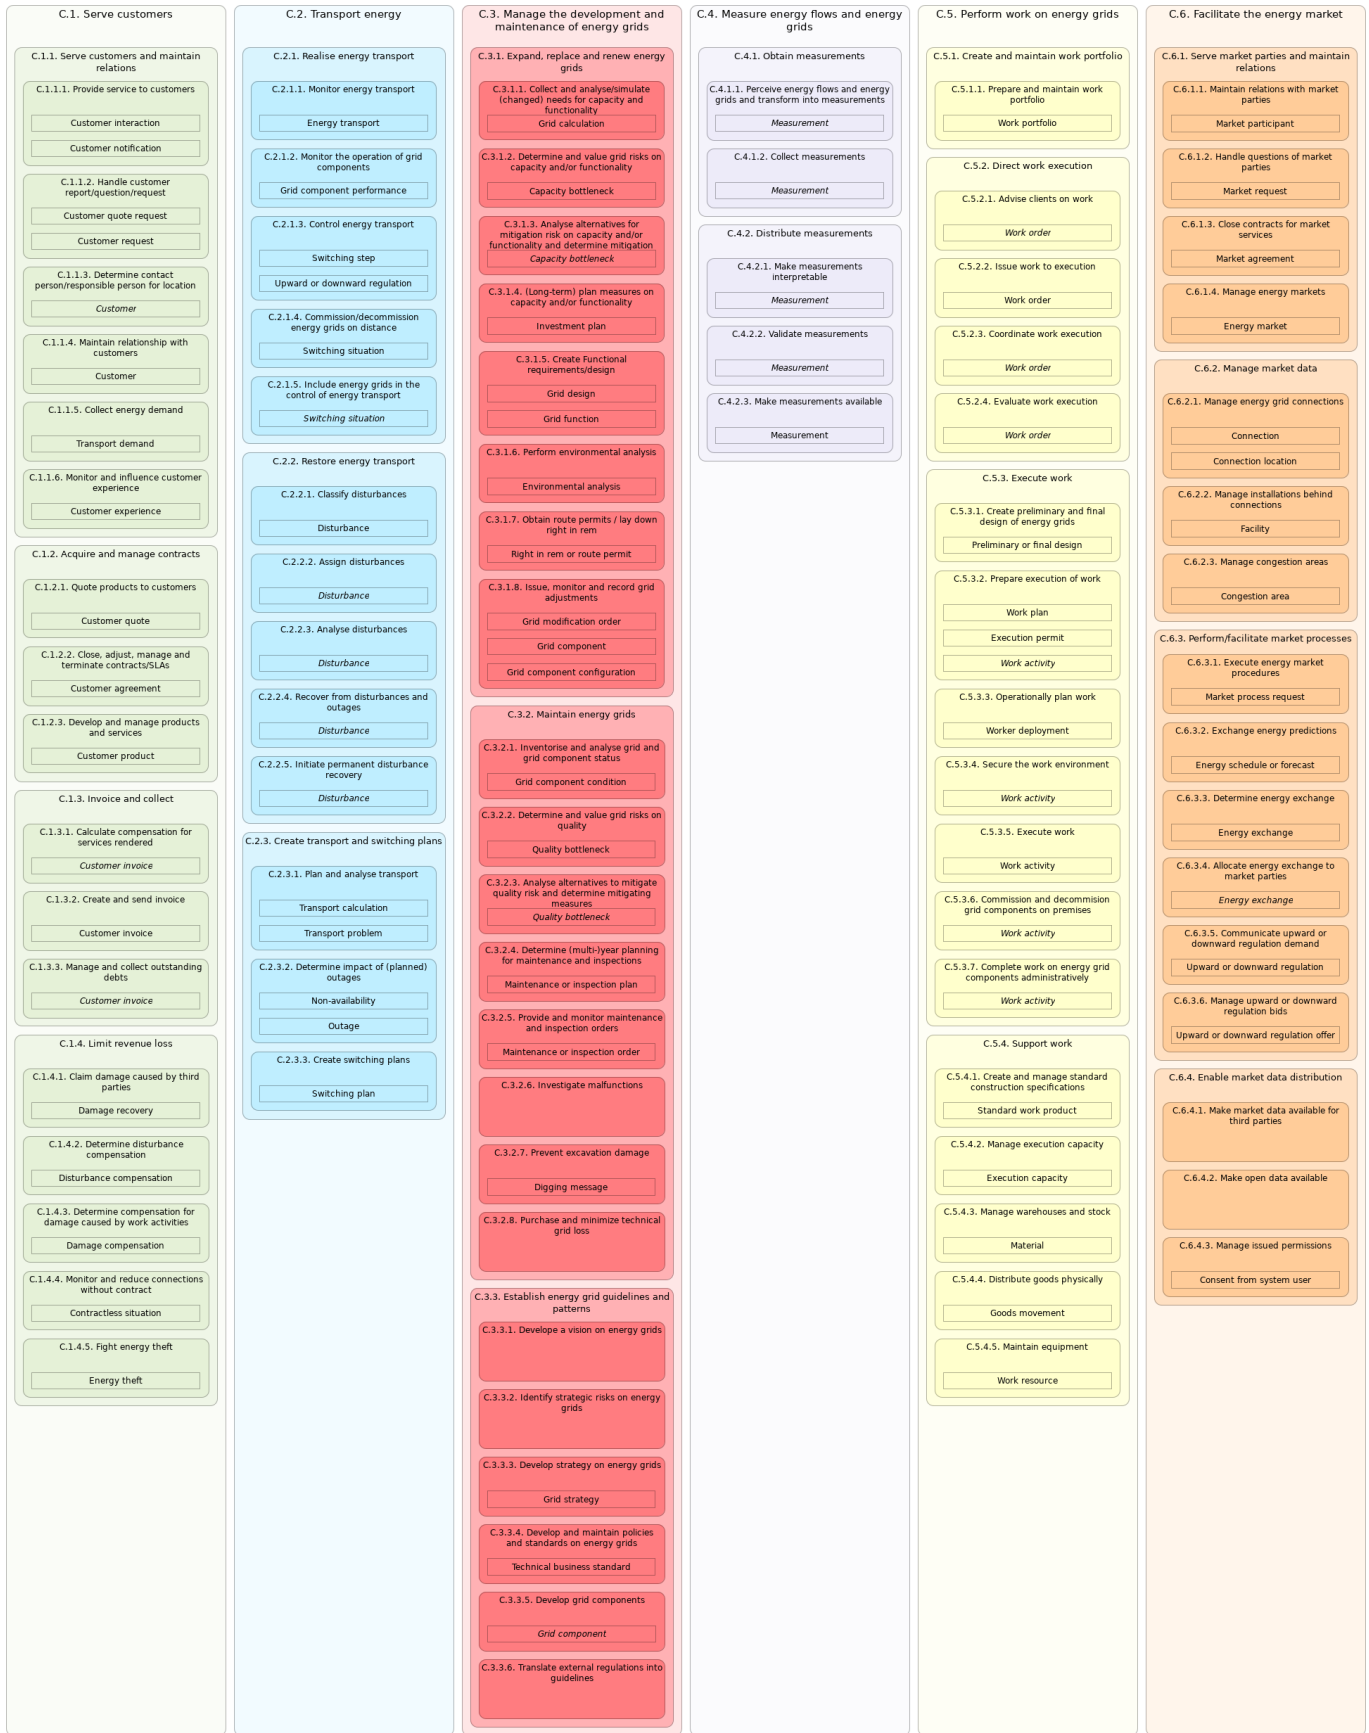 C.1. Serve customers
C.1.1. Serve customers and maintain
relations
C.1.1.1. Provide service to customers
Customer interaction
Customer notification
C.1.1.2. Handle customer
report/question/request
Customer quote request
Customer request
C.1.1.3. Determine contact
person/responsible person for location
Customer
C.1.1.4. Maintain relationship with
customers
Customer
C.1.1.5. Collect energy demand
Transport demand
C.1.1.6. Monitor and influence customer
experience
Customer experience
C.1.2. Acquire and manage contracts
C.1.2.1. Quote products to customers
Customer quote
C.1.2.2. Close, adjust, manage and
terminate contracts/SLAs
Customer agreement
C.1.2.3. Develop and manage products
and services
Customer product
C.1.3. Invoice and collect
C.1.3.1. Calculate compensation for
services rendered
Customer invoice
C.1.3.2. Create and send invoice
Customer invoice
C.1.3.3. Manage and collect outstanding
debts
Customer invoice
C.1.4. Limit revenue loss
C.1.4.1. Claim damage caused by third
parties
Damage recovery
C.1.4.2. Determine disturbance
compensation
Disturbance compensation
C.1.4.3. Determine compensation for
damage caused by work activities
Damage compensation
C.1.4.4. Monitor and reduce connections
without contract
Contractless situation
C.1.4.5. Fight energy theft
Energy theft
C.2. Transport energy
C.2.1. Realise energy transport
C.2.1.1. Monitor energy transport
Energy transport
C.2.1.2. Monitor the operation of grid
components
Grid component performance
C.2.1.3. Control energy transport
Switching step
Upward or downward regulation
C.2.1.4. Commission/decommission
energy grids on distance
Switching situation
C.2.1.5. Include energy grids in the
control of energy transport
Switching situation
C.2.2. Restore energy transport
C.2.2.1. Classify disturbances
Disturbance
C.2.2.2. Assign disturbances
Disturbance
C.2.2.3. Analyse disturbances
Disturbance
C.2.2.4. Recover from disturbances and
outages
Disturbance
C.2.2.5. Initiate permanent disturbance
recovery
Disturbance
C.2.3. Create transport and switching plans
C.2.3.1. Plan and analyse transport
Transport calculation
Transport problem
C.2.3.2. Determine impact of (planned)
outages
Non-availability
Outage
C.2.3.3. Create switching plans
Switching plan
C.3. Manage the development and
maintenance of energy grids
C.3.1. Expand, replace and renew energy
grids
C.3.1.1. Collect and analyse/simulate
(changed) needs for capacity and
functionality
Grid calculation
C.3.1.2. Determine and value grid risks on
capacity and/or functionality
Capacity bottleneck
C.3.1.3. Analyse alternatives for
mitigation risk on capacity and/or
functionality and determine mitigation
Capacity bottleneck
C.3.1.4. (Long-term) plan measures on
capacity and/or functionality
Investment plan
C.3.1.5. Create Functional
requirements/design
Grid design
Grid function
C.3.1.6. Perform environmental analysis
Environmental analysis
C.3.1.7. Obtain route permits / lay down
right in rem
Right in rem or route permit
C.3.1.8. Issue, monitor and record grid
adjustments
Grid modification order
Grid component
Grid component configuration
C.3.2. Maintain energy grids
C.3.2.1. Inventorise and analyse grid and
grid component status
Grid component condition
C.3.2.2. Determine and value grid risks on
quality
Quality bottleneck
C.3.2.3. Analyse alternatives to mitigate
quality risk and determine mitigating
measures
Quality bottleneck
C.3.2.4. Determine (multi-)year planning
for maintenance and inspections
Maintenance or inspection plan
C.3.2.5. Provide and monitor maintenance
and inspection orders
Maintenance or inspection order
C.3.2.6. Investigate malfunctions
C.3.2.7. Prevent excavation damage
Digging message
C.3.2.8. Purchase and minimize technical
grid loss
C.3.3. Establish energy grid guidelines and
patterns
C.3.3.1. Develope a vision on energy grids
C.3.3.2. Identify strategic risks on energy
grids
C.3.3.3. Develop strategy on energy grids
Grid strategy
C.3.3.4. Develop and maintain policies
and standards on energy grids
Technical business standard
C.3.3.5. Develop grid components
Grid component
C.3.3.6. Translate external regulations into
guidelines
C.4. Measure energy flows and energy
grids
C.4.1. Obtain measurements
C.4.1.1. Perceive energy flows and energy
grids and transform into measurements
Measurement
C.4.1.2. Collect measurements
Measurement
C.4.2. Distribute measurements
C.4.2.1. Make measurements
interpretable
Measurement
C.4.2.2. Validate measurements
Measurement
C.4.2.3. Make measurements available
Measurement
C.5. Perform work on energy grids
C.5.1. Create and maintain work portfolio
C.5.1.1. Prepare and maintain work
portfolio
Work portfolio
C.5.2. Direct work execution
C.5.2.1. Advise clients on work
Work order
C.5.2.2. Issue work to execution
Work order
C.5.2.3. Coordinate work execution
Work order
C.5.2.4. Evaluate work execution
Work order
C.5.3. Execute work
C.5.3.1. Create preliminary and final
design of energy grids
Preliminary or final design
C.5.3.2. Prepare execution of work
Work plan
Execution permit
Work activity
C.5.3.3. Operationally plan work
Worker deployment
C.5.3.4. Secure the work environment
Work activity
C.5.3.5. Execute work
Work activity
C.5.3.6. Commission and decommision
grid components on premises
Work activity
C.5.3.7. Complete work on energy grid
components administratively
Work activity
C.5.4. Support work
C.5.4.1. Create and manage standard
construction specifications
Standard work product
C.5.4.2. Manage execution capacity
Execution capacity
C.5.4.3. Manage warehouses and stock
Material
C.5.4.4. Distribute goods physically
Goods movement
C.5.4.5. Maintain equipment
Work resource
C.6. Facilitate the energy market
C.6.1. Serve market parties and maintain
relations
C.6.1.1. Maintain relations with market
parties
Market participant
C.6.1.2. Handle questions of market
parties
Market request
C.6.1.3. Close contracts for market
services
Market agreement
C.6.1.4. Manage energy markets
Energy market
C.6.2. Manage market data
C.6.2.1. Manage energy grid connections
Connection
Connection location
C.6.2.2. Manage installations behind
connections
Facility
C.6.2.3. Manage congestion areas
Congestion area
C.6.3. Perform/facilitate market processes
C.6.3.1. Execute energy market
procedures
Market process request
C.6.3.2. Exchange energy predictions
Energy schedule or forecast
C.6.3.3. Determine energy exchange
Energy exchange
C.6.3.4. Allocate energy exchange to
market parties
Energy exchange
C.6.3.5. Communicate upward or
downward regulation demand
Upward or downward regulation
C.6.3.6. Manage upward or downward
regulation bids
Upward or downward regulation offer
C.6.4. Enable market data distribution
C.6.4.1. Make market data available for
third parties
C.6.4.2. Make open data available
C.6.4.3. Manage issued permissions
Consent from system user